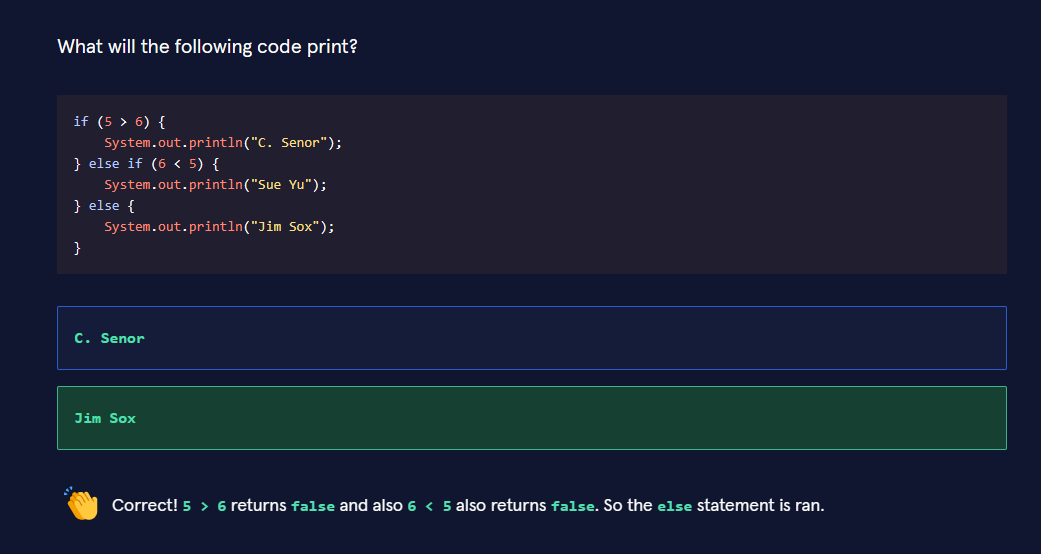 What will the following code print?
if (5 > 6) {
    System.out.println("C. Senor");
} else if (6 < 5) {
    System.out.println("Sue Yu");
} else {
    System.out.println("Jim Sox");
}
C. Senor
Jim Sox
Correct! 5 > 6 returns false and also 6 < 5 also returns false. So the else statement is ran.